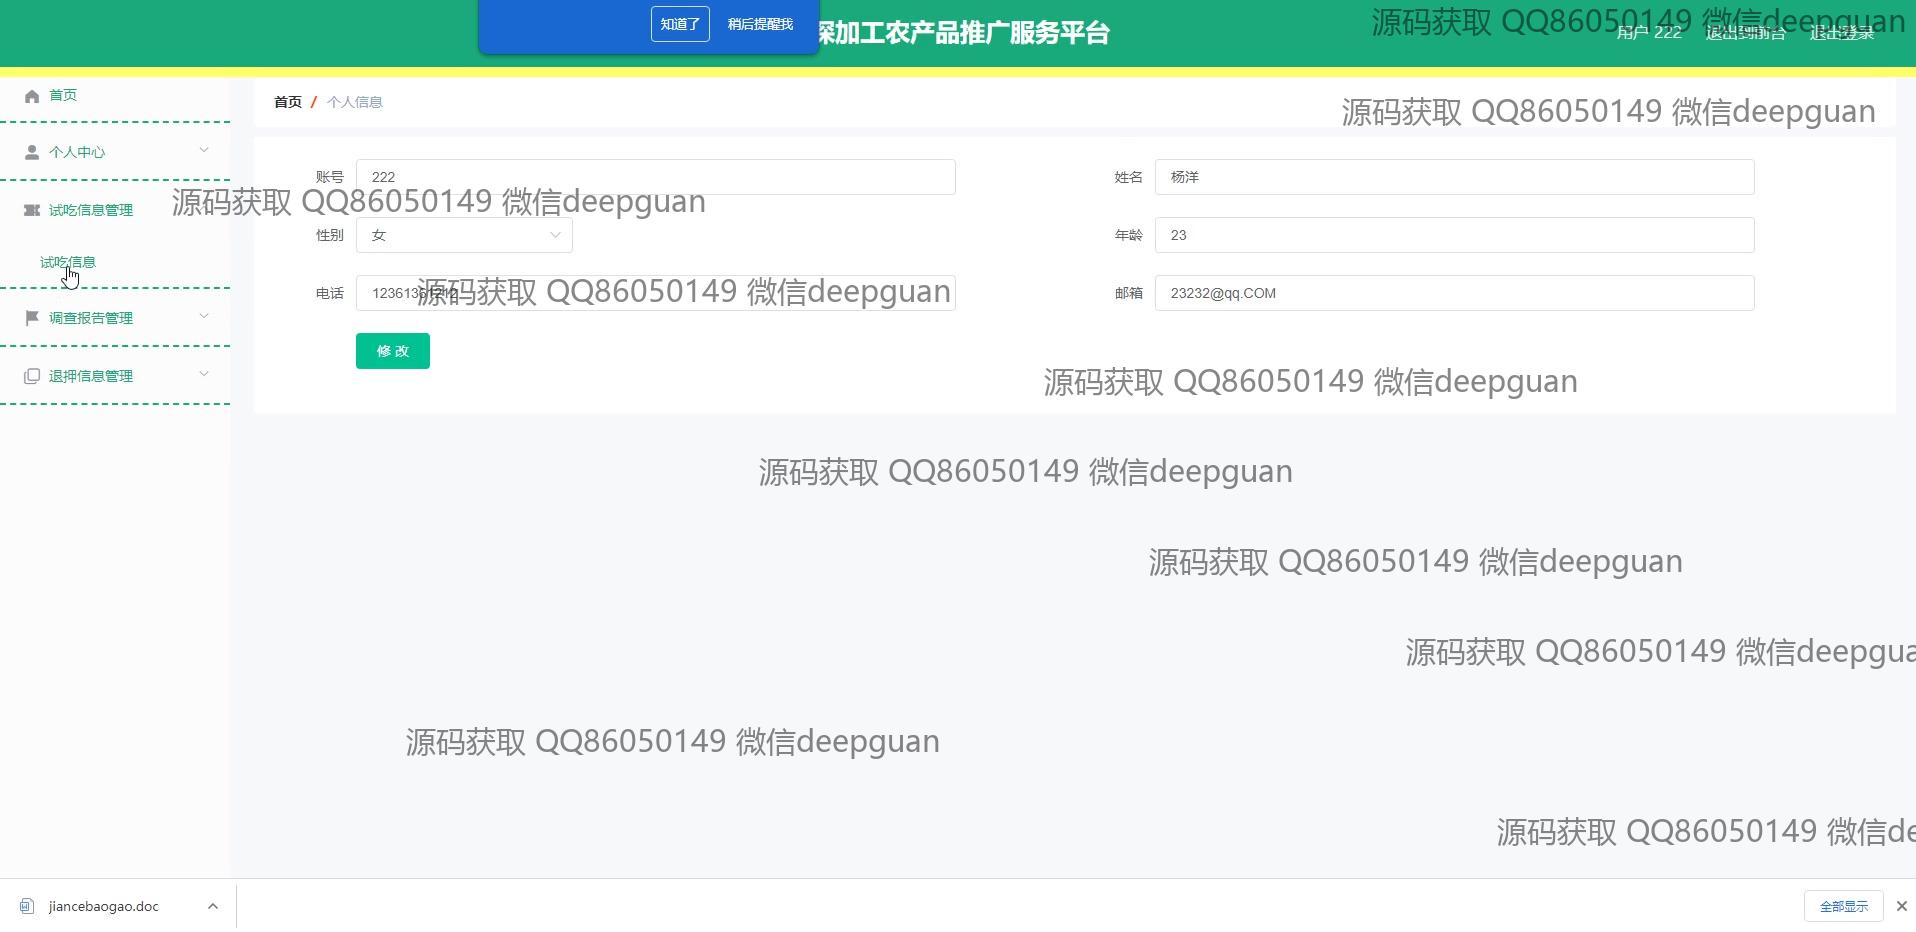 知道了 稍后提醒我
深加工农产品推广服务平台
源码获取 QQ86050149 微信deepguan
用户 222 退出到前台 退出登录
首页
首页 / 个人信息
源码获取 QQ86050149 微信deepguan
个人中心
账号 222
姓名 杨洋
源码获取 QQ86050149 微信deepguan
试吃信息管理
性别 女
年龄 23
试吃信息
电话
源码获取 QQ86050149 微信deepguan
邮箱 23232@qq.COM
调查报告管理
修 改
退押信息管理
源码获取 QQ86050149 微信deepguan
源码获取 QQ86050149 微信deepguan
源码获取 QQ86050149 微信deepguan
源码获取 QQ86050149 微信deepgua
源码获取 QQ86050149 微信deepguan
源码获取 QQ86050149 微信de
jiancebaogao.doc
全部显示